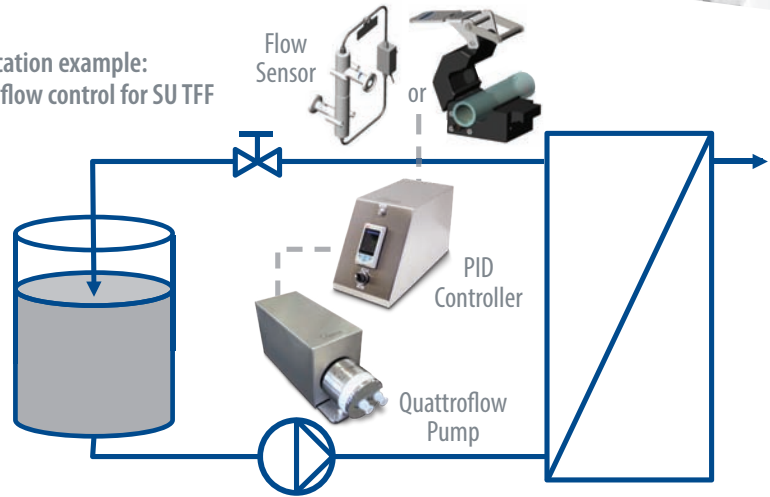 cation example:
flow control for SU TFF
Flow
Sensor
or
PID
Controller
Quattroflow
Pump